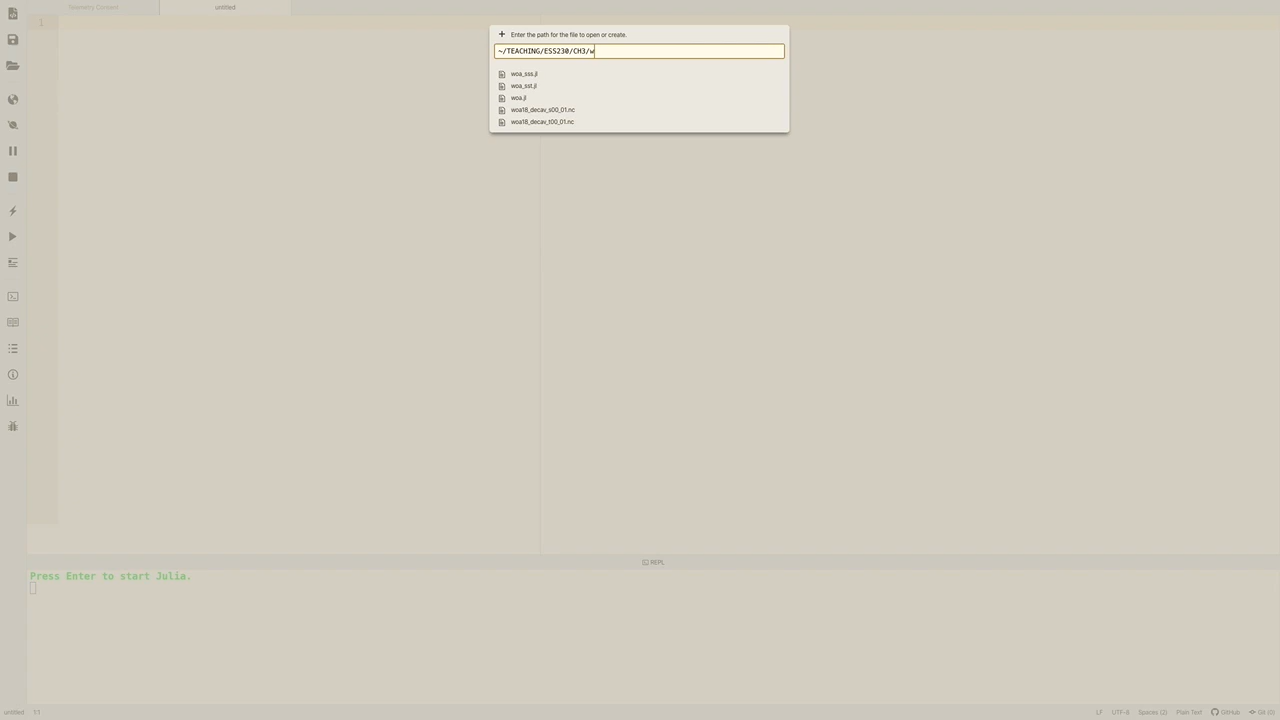 Telemetry Consent
untitled
1
Enter the path for the file to open or create.
~/TEACHING/ESS230/CH3/w
woa_sss.jl
woa_sst.jl
woa.jl
woa18_decav_s00_01.nc
woa18_decav_t00_01.nc
REPL
Press Enter to start Julia.
untitled 1:1 LF UTF-8 Spaces (2) Plain Text GitHub Git (0)